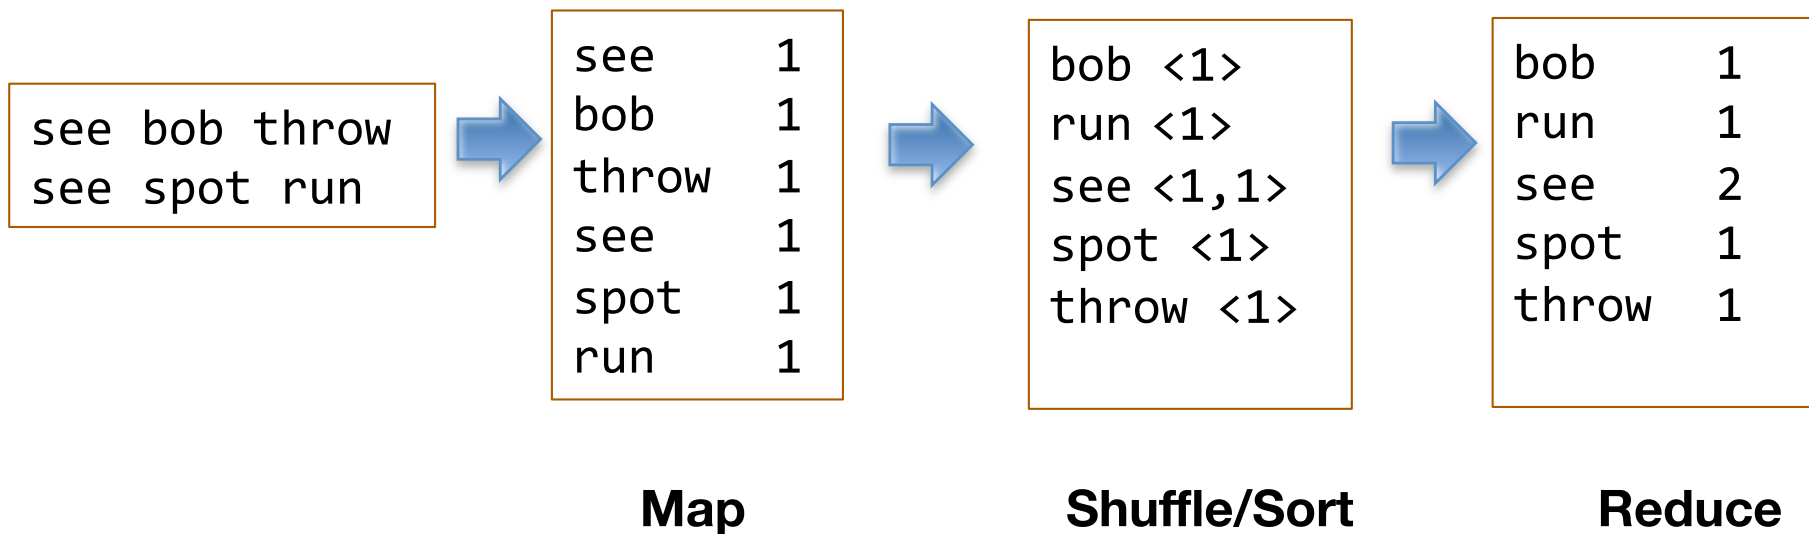 see bob throw
see spot run
see 1
bob 1
throw 1
see 1
spot 1
run 1
bob <1>
run <1>
see <1,1>
spot <1>
throw <1>
bob 1
run 1
see 2
spot 1
throw 1
Map
Shuffle/Sort
Reduce